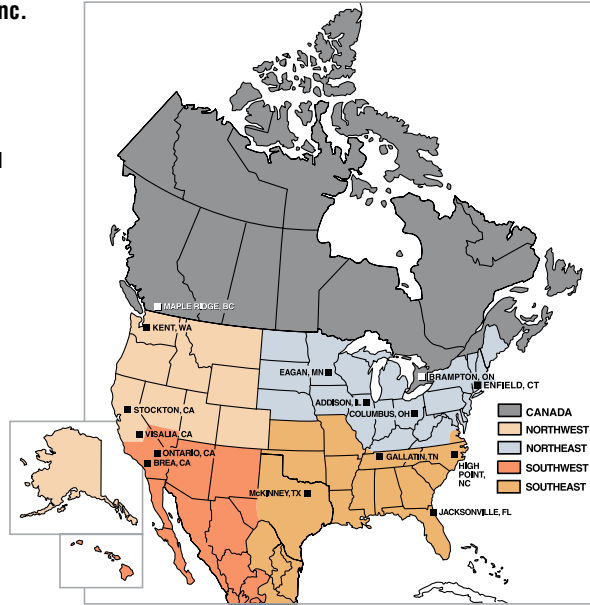 nc.
MAPLE RIDGE, BC
KENT, WA
EAGAN, MN
BRAMPTON, ON
ENFIELD, CT
ADDISON, IL
COLUMBUS, OH
STOCKTON, CA
CANADA
NORTHWEST
VISALIA, CA
NORTHEAST
ONTARIO, CA
GALLATIN, TN
BREA, CA
HIGH
POINT,
NC
SOUTHWEST
SOUTHEAST
McKINNEY, TX
JACKSONVILLE, FL